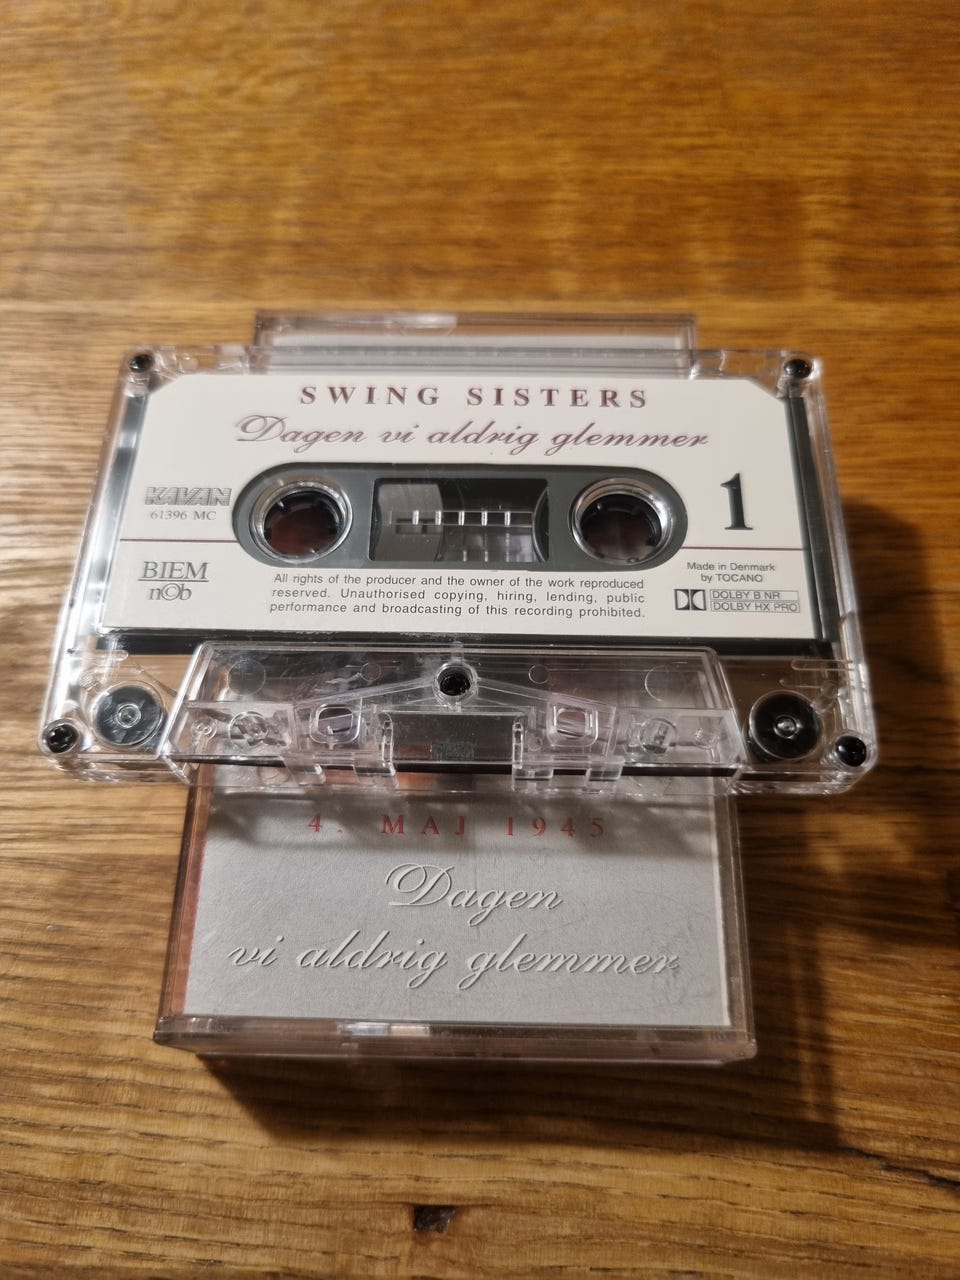 SWING SISTERS
Dagen vi aldrig glemmer
KAVAN
61396 MC
1
BIEM
n©b
All rights of the producer and the owner of the work reproduced
reserved. Unauthorised copying, hiring, lending, public
performance and broadcasting of this recording prohibited.
Made in Denmark
by TOCANO
DOLBY B NR
DOLBY HX PRO
4. MAJ 1945
Dagen
vi aldrig glemmer